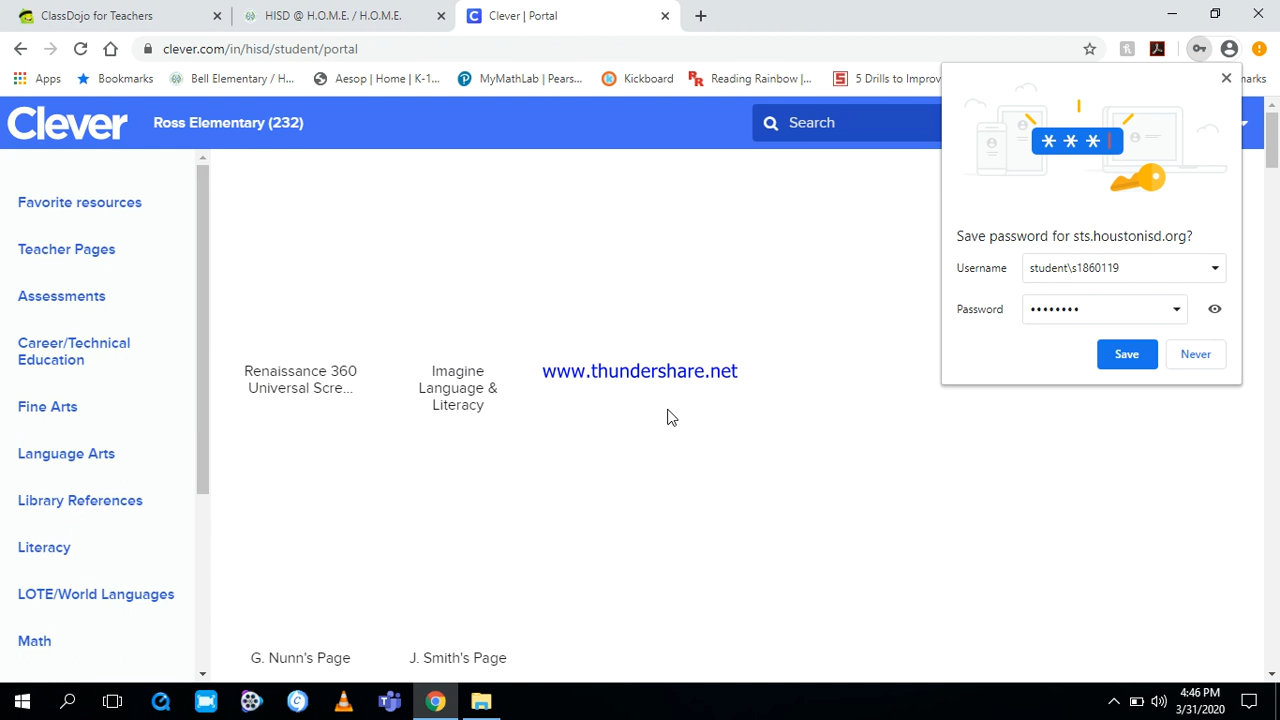 ClassDojo for Teachers
HISD @ H.O.M.E. / H.O.M.E.
Clever | Portal
clever.com/in/hisd/student/portal
Apps
Bookmarks
Bell Elementary / H...
Aesop | Home | K-1...
MyMathLab | Pears...
Kickboard
Reading Rainbow |...
5 Drills to Improv
marks
Clever
Ross Elementary (232)
Search
Favorite resources
Teacher Pages
Assessments
Career/Technical
Education
Fine Arts
Language Arts
Library References
Literacy
LOTE/World Languages
Math
Renaissance 360
Universal Scre...
Imagine
Language &
Literacy
www.thundershare.net
G. Nunn's Page
J. Smith's Page
***
Save password for sts.houstonisd.org?
Username
student\s1860119
Password
••••••••
Save
Never
4:46 PM
3/31/2020